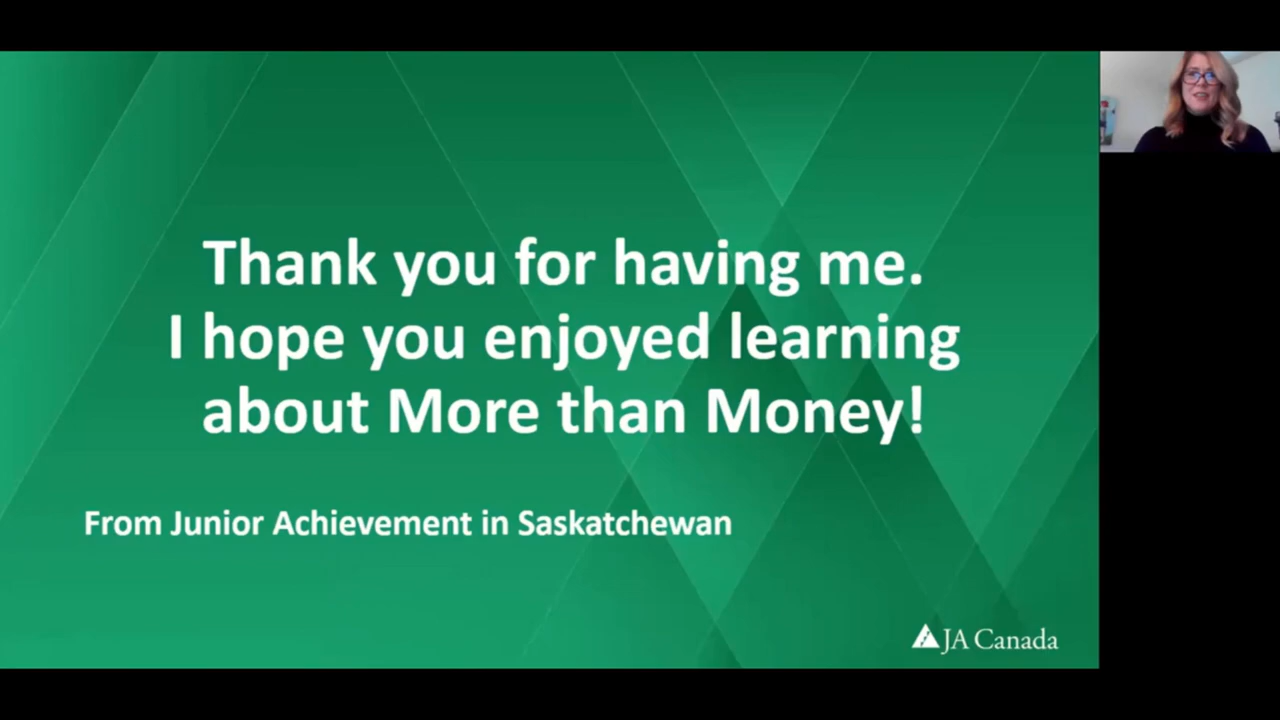 Thank you for having me.
I hope you enjoyed learning
about More than Money!
From Junior Achievement in Saskatchewan
JA Canada